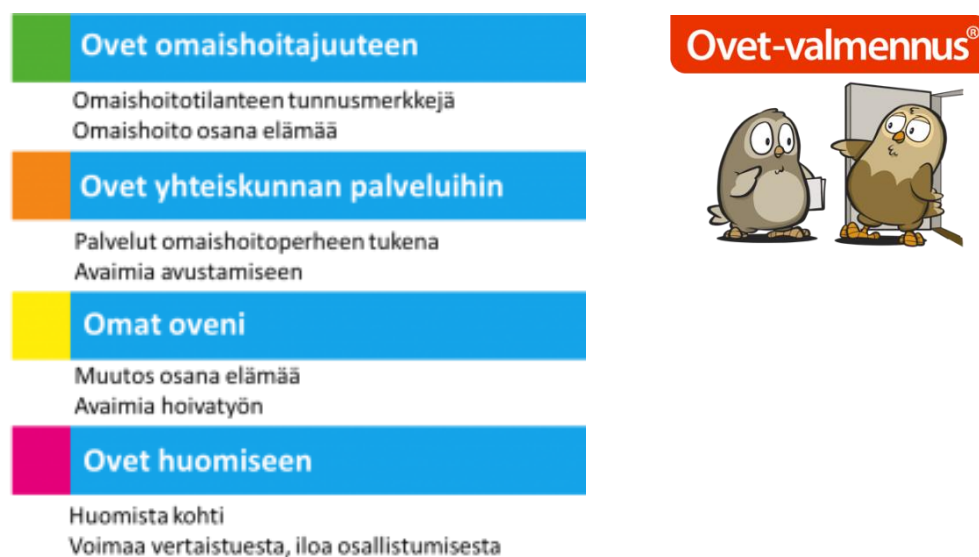 Ovet omaishoitajuuteen
Omaishoitotilanteen tunnusmerkkejä
Omaishoito osana elämää
Ovet yhteiskunnan palveluihin
Palvelut omaishoitoperheen tukena
Avaimia avustamiseen
Omat oveni
Muutos osana elämää
Avaimia hoivatyön
Ovet huomiseen
Huomista kohti
Voimaa vertaistuesta, iloa osallistumisesta
Ovet-valmennus®